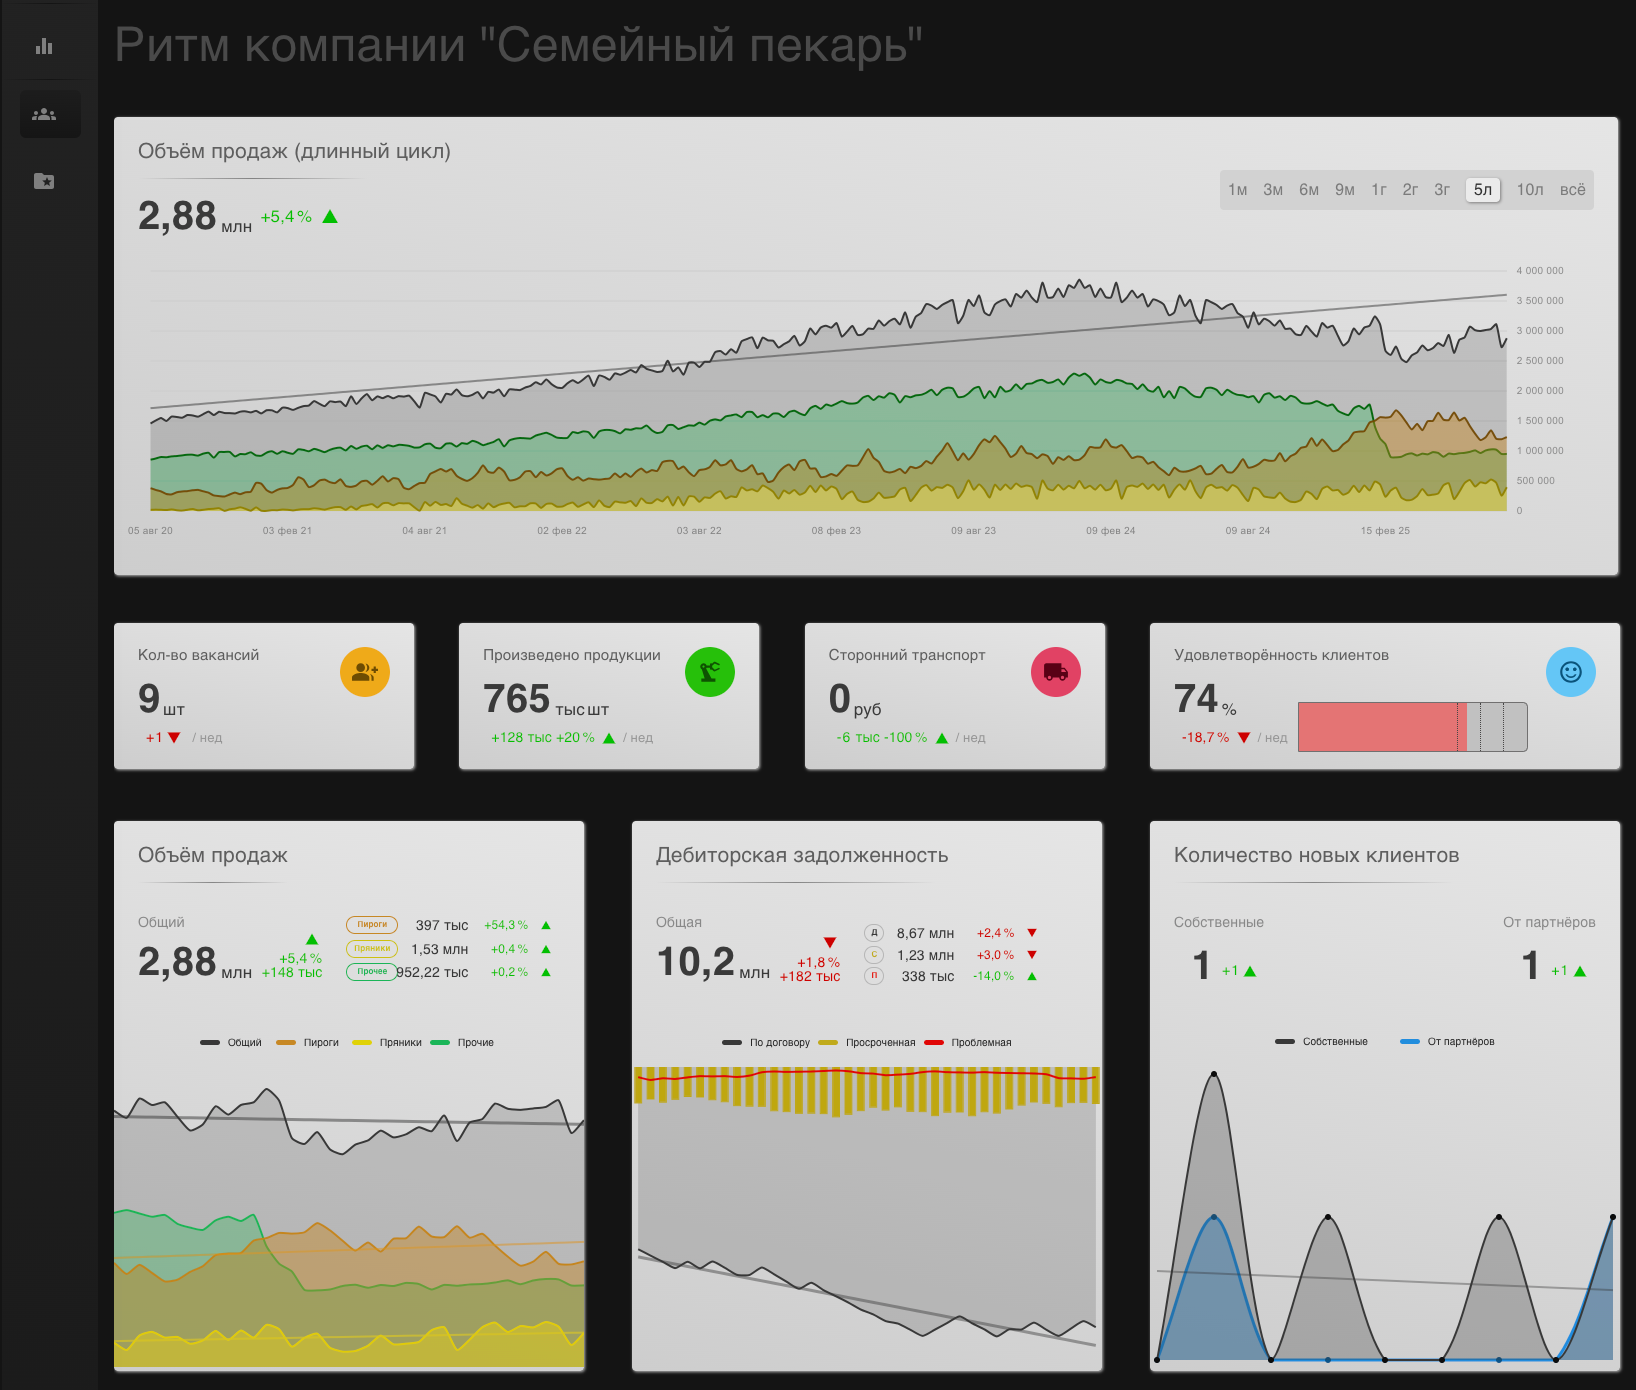 Ритм компании "Семейный пекарь"
Объём продаж (длинный цикл)
1м 3м 6м 9м 1г 2г 3г 5л 10л всё
2,88 млн +5,4 %
4 000 000
3 500 000
3 000 000
2 500 000
2 000 000
1 500 000
1 000 000
500 000
0
05 авг 20 03 фев 21 04 авг 21 02 фев 22 03 авг 22 08 фев 23 09 авг 23 09 фев 24 09 авг 24 15 фев 25
Кол-во вакансий
9 шт
+1 / нед
Произведено продукции
765 тыс шт
+128 тыс +20 % / нед
Сторонний транспорт
0 руб
-6 тыс -100 % / нед
Удовлетворённость клиентов
74 %
-18,7 % / нед
Объём продаж
Общий
2,88 млн
+5,4 %
+148 тыс
Пироги 397 тыс +54,3 %
Пряники 1,53 млн +0,4 %
Прочее 952,22 тыс +0,2 %
Общий Пироги Пряники Прочие
Дебиторская задолженность
Общая
10,2 млн
+1,8 %
+182 тыс
Д 8,67 млн +2,4 %
С 1,23 млн +3,0 %
П 338 тыс -14,0 %
По договору Просроченная Проблемная
Количество новых клиентов
Собственные От партнёров
1 +1 1 +1
Собственные От партнёров